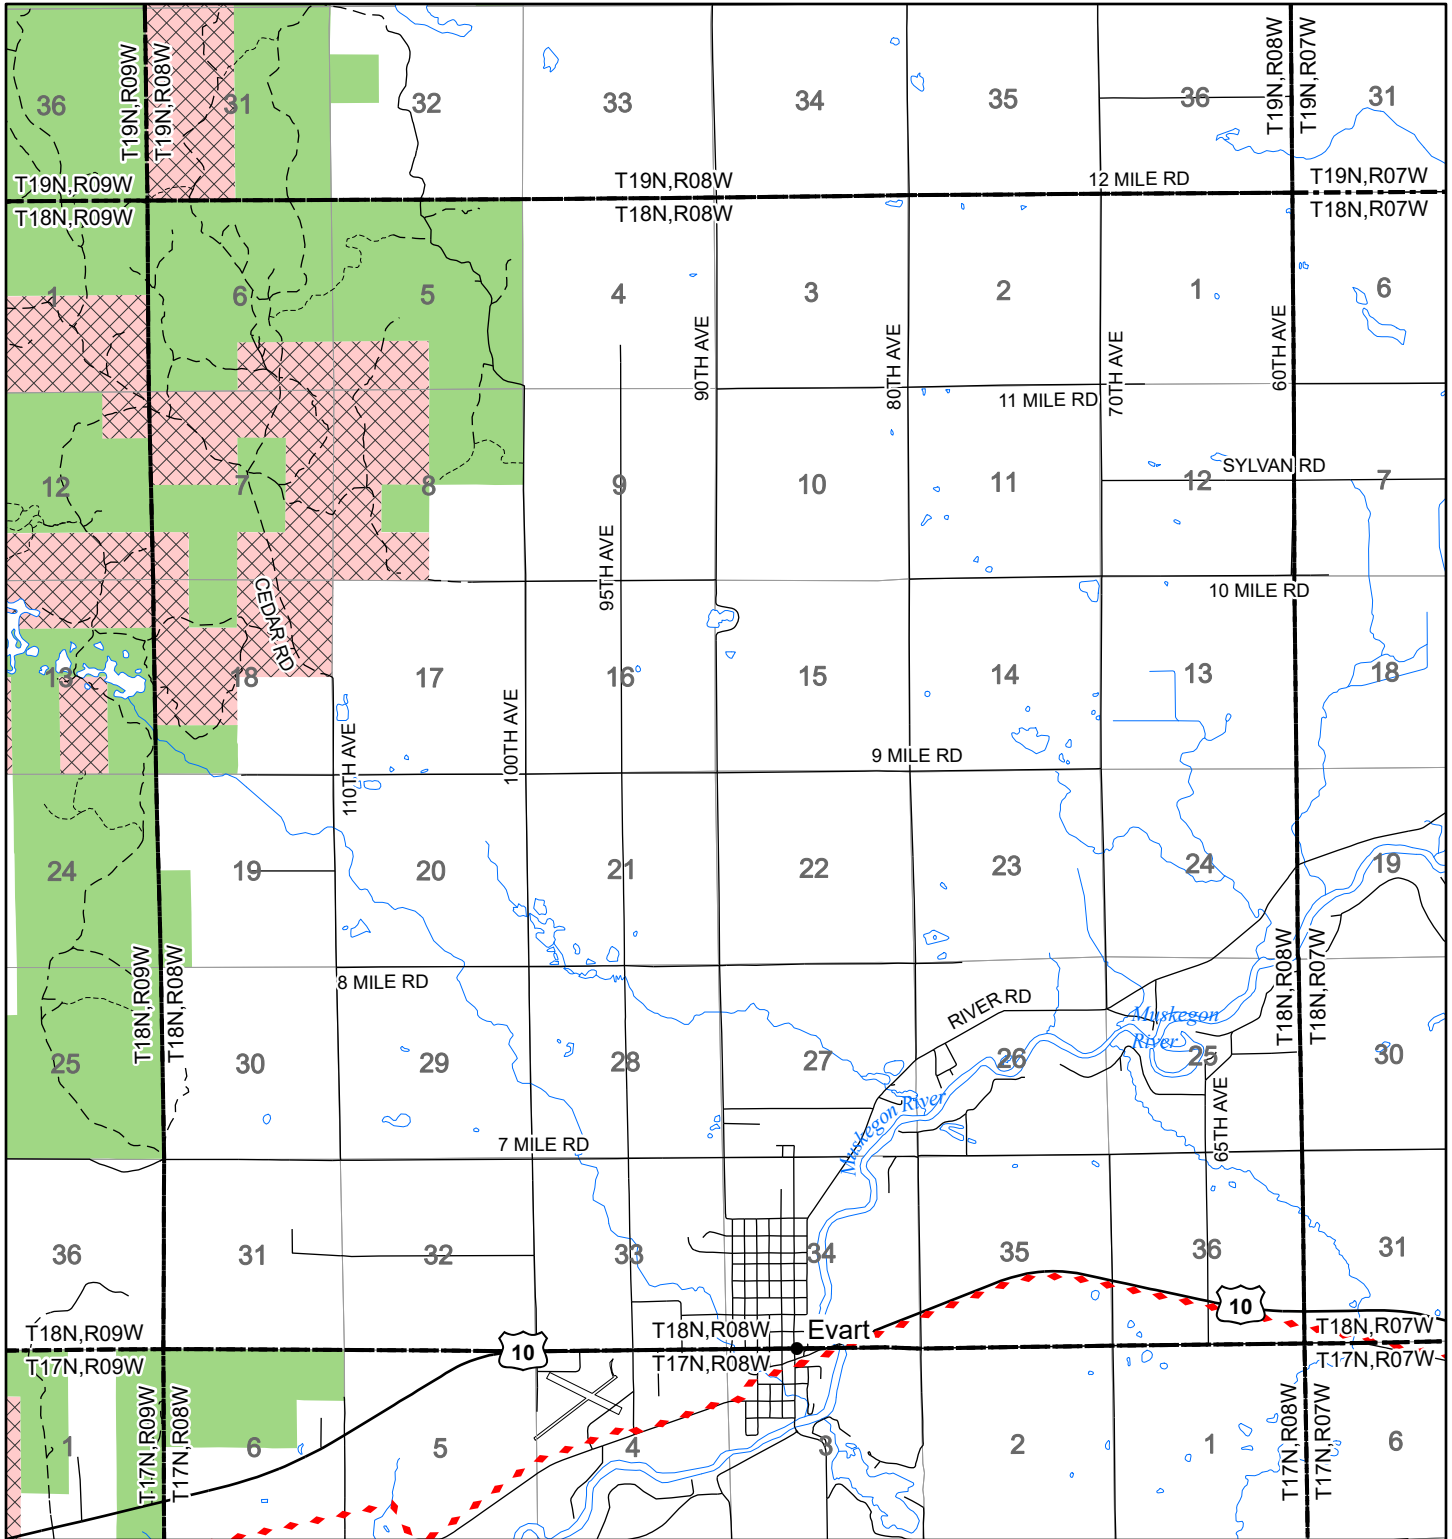 36
31
32
33
34
35
36
31
T19N,R09W
T19N,R08W
T19N,R08W
T19N,R07W
T19N,R09W
T19N,R08W
12 MILE RD
T19N,R07W
T18N,R09W
T18N,R08W
T18N,R07W
1
6
5
4
3
2
1
6
90TH AVE
80TH AVE
70TH AVE
60TH AVE
11 MILE RD
SYLVAN RD
12
7
8
9
10
11
12
7
95TH AVE
10 MILE RD
CEDAR RD
13
18
17
16
15
14
13
18
110TH AVE
100TH AVE
9 MILE RD
24
19
20
21
22
23
24
19
T18N,R09W
T18N,R08W
T18N,R08W
T18N,R07W
8 MILE RD
RIVER RD
Muskegon
River
25
30
29
28
27
26
25
30
Muskegon River
65TH AVE
7 MILE RD
36
31
32
33
34
35
36
31
10
T18N,R09W
T18N,R08W
Evart
T18N,R07W
T17N,R09W
10
T17N,R08W
T17N,R07W
T17N,R09W
T17N,R08W
T17N,R08W
T17N,R07W
1
6
5
4
3
2
1
6